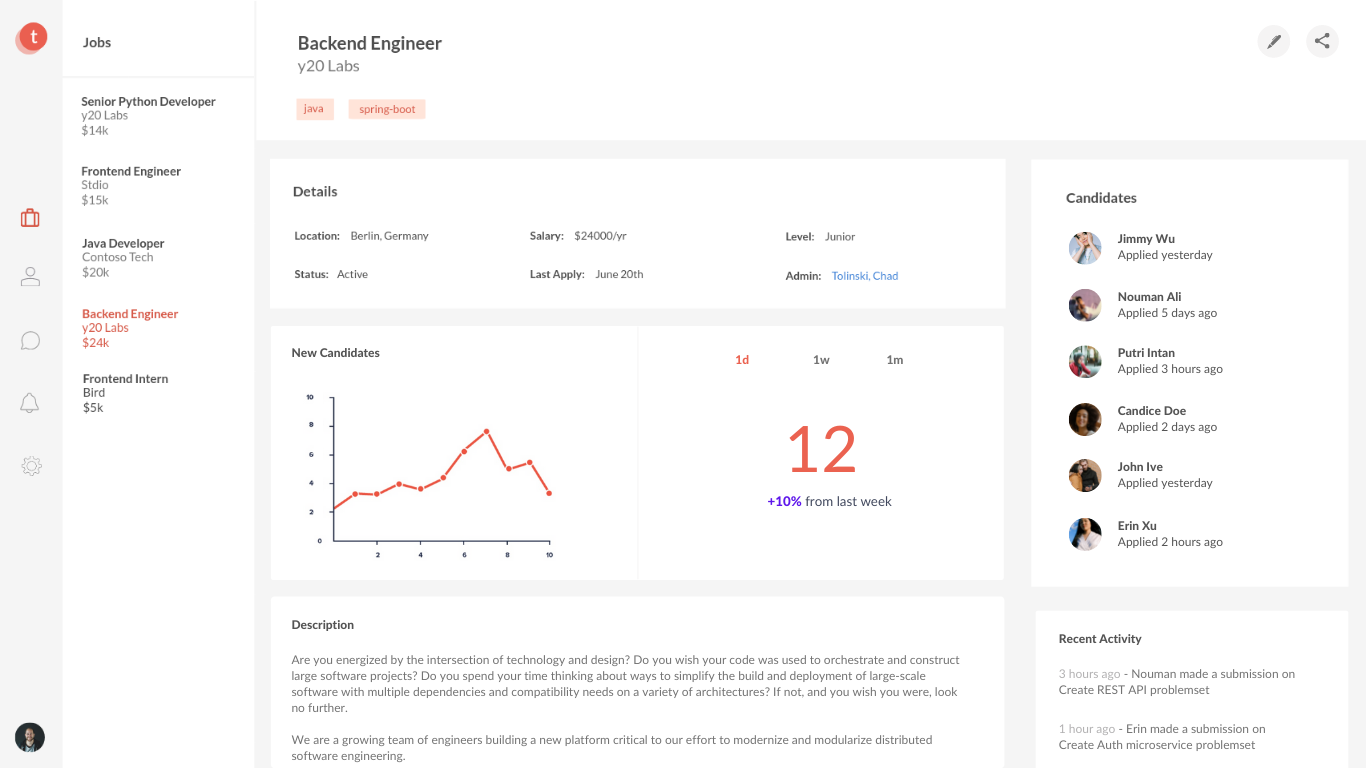 t
Jobs
Senior Python Developer
y20 Labs
$14k
Frontend Engineer
Stdio
$15k
Java Developer
Contoso Tech
$20k
Backend Engineer
y20 Labs
$24k
Frontend Intern
Bird
$5k
Backend Engineer
y20 Labs
java spring-boot
Details
Location: Berlin, Germany Salary: $24000/yr Level: Junior
Status: Active Last Apply: June 20th Admin: Tolinski, Chad
New Candidates
10
8
6
4
2
0
2 4 6 8 10
1d 1w 1m
12
+10% from last week
Description
Are you energized by the intersection of technology and design? Do you wish your code was used to orchestrate and construct
large software projects? Do you spend your time thinking about ways to simplify the build and deployment of large-scale
software with multiple dependencies and compatibility needs on a variety of architectures? If not, and you wish you were, look
no further.
We are a growing team of engineers building a new platform critical to our effort to modernize and modularize distributed
software engineering.
Candidates
Jimmy Wu
Applied yesterday
Nouman Ali
Applied 5 days ago
Putri Intan
Applied 3 hours ago
Candice Doe
Applied 2 days ago
John Ive
Applied yesterday
Erin Xu
Applied 2 hours ago
Recent Activity
3 hours ago - Nouman made a submission on
Create REST API problemset
1 hour ago - Erin made a submission on
Create Auth microservice problemset